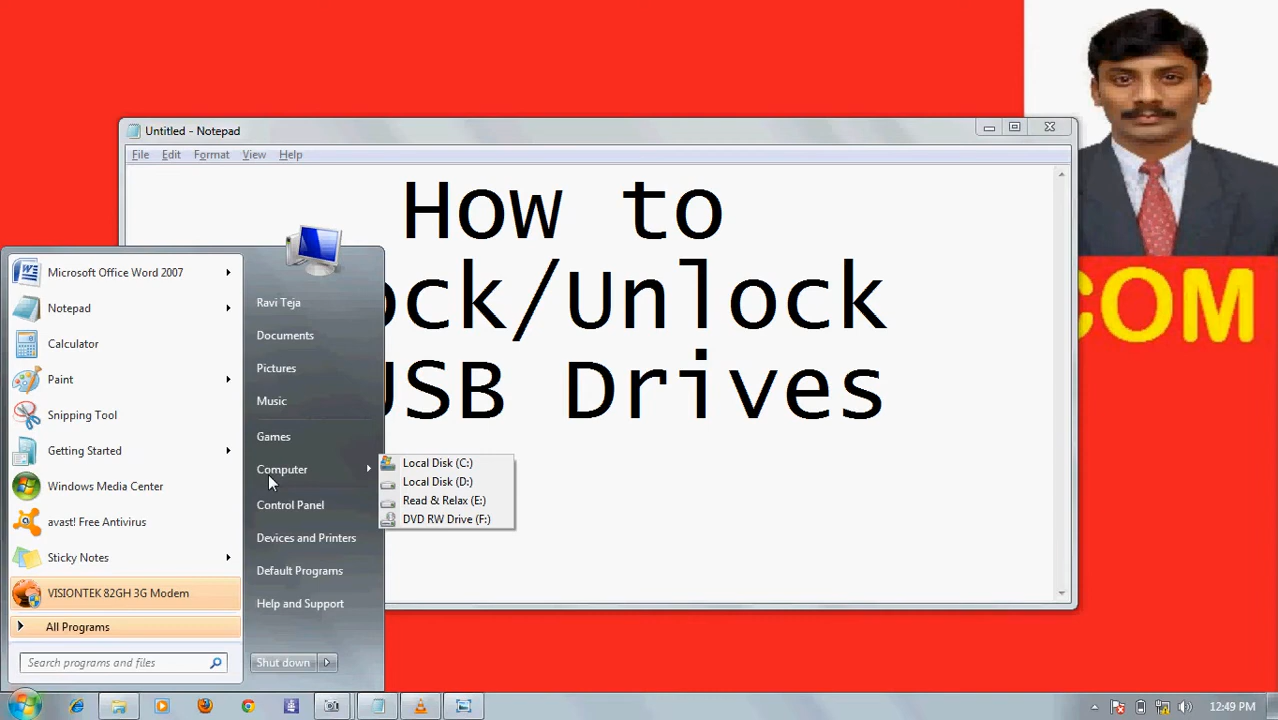 Untitled - Notepad
File Edit Format View Help
How to
ock/Unlock
USB Drives
COM
Microsoft Office Word 2007
Notepad
Calculator
Paint
Snipping Tool
Getting Started
Windows Media Center
avast! Free Antivirus
Sticky Notes
VISIONTEK 82GH 3G Modem
All Programs
Search programs and files
Ravi Teja
Documents
Pictures
Music
Games
Computer
Control Panel
Devices and Printers
Default Programs
Help and Support
Shut down
Local Disk (C:)
Local Disk (D:)
Read & Relax (E:)
DVD RW Drive (F:)
12:49 PM